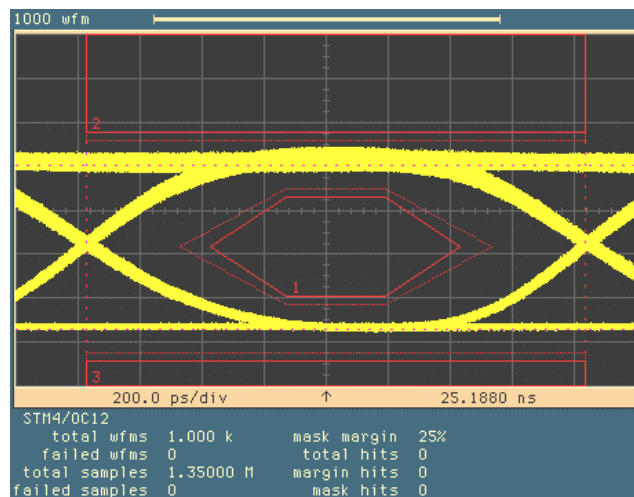 1000 wfm
2
1
3
200.0 ps/div ↑ 25.1880 ns
STM4/OC12
total wfms 1.000 k mask margin 25%
failed wfms 0 total hits 0
total samples 1.35000 M margin hits 0
failed samples 0 mask hits 0